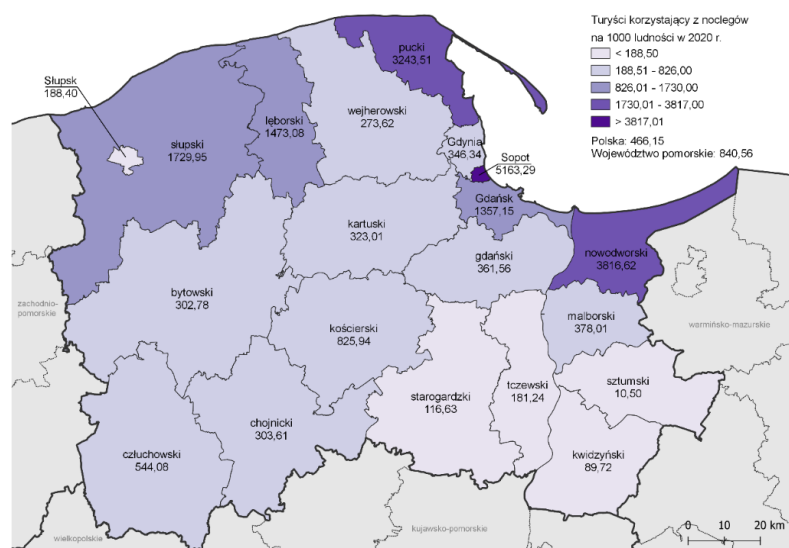 Turyści korzystający z noclegów
na 1000 ludności w 2020 r.
< 188,50
188,51 - 826,00
826,01 - 1730,00
1730,01 - 3817,00
> 3817,01
Polska: 466,15
Województwo pomorskie: 840,56
pucki
3243,51
Słupsk
188,40
lęborski
1473,08
wejherowski
273,62
słupski
1729,95
Gdynia
346,34
Sopot
5163,29
Gdańsk
1357,15
kartuski
323,01
gdański
361,56
nowodworski
3816,62
bytowski
302,78
zachodnio-
pomorskie
malborski
378,01
warmińsko-mazurskie
kościerski
825,94
sztumski
10,50
starogardzki
116,63
tczewski
181,24
chojnicki
303,61
człuchowski
544,08
kwidzyński
89,72
wielkopolskie
kujawsko-pomorskie
0 10 20 km